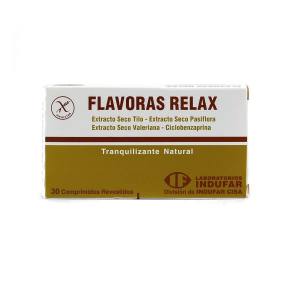 FLAVORAS RELAX
Extracto Seco Tilo - Extracto Seco Pasiflora
Extracto Seco Valeriana - Ciclobenzaprina
Tranquilizante Natural
30 Comprimidos Revestidos
LABORATORIOS
INDUFAR
División de
INDUFAR CISA